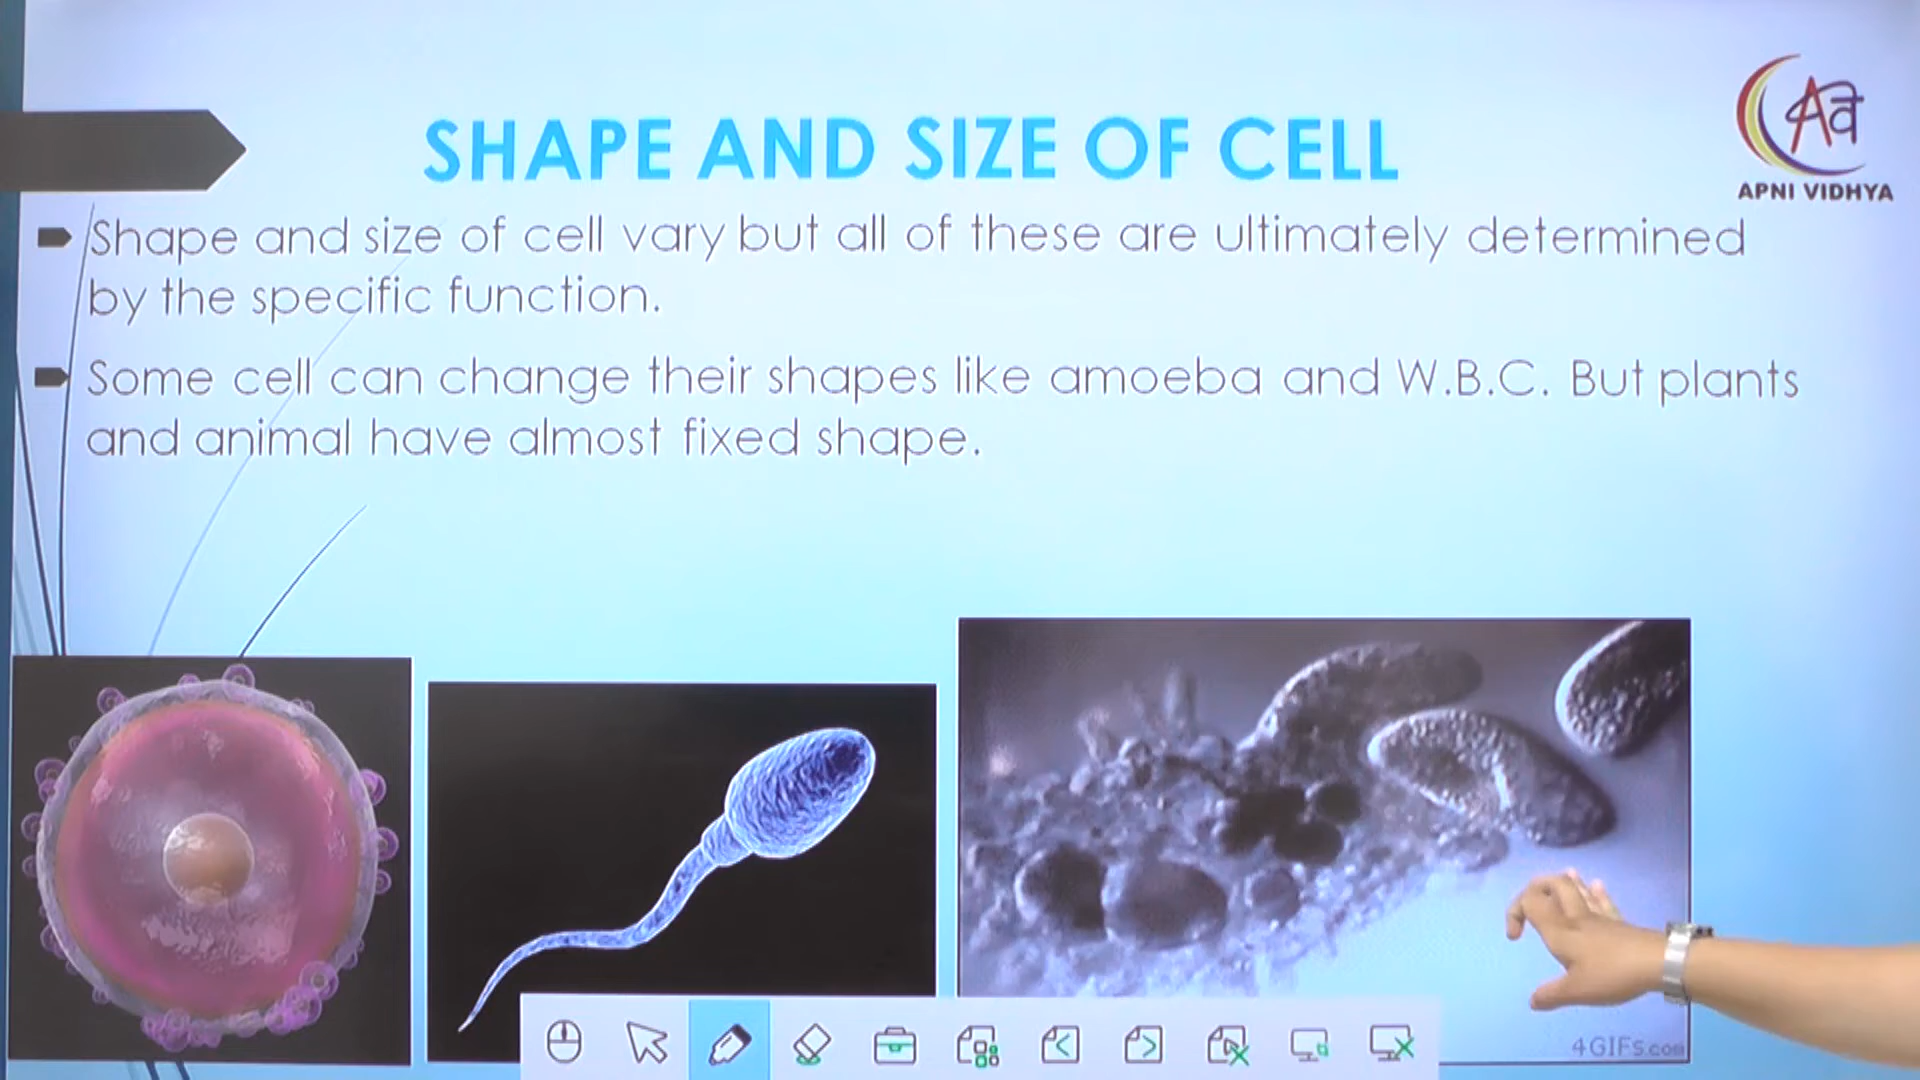 SHAPE AND SIZE OF CELL
Aवि
APNI VIDHYA
Shape and size of cell vary but all of these are ultimately determined
by the specific function.
Some cell can change their shapes like amoeba and W.B.C. But plants
and animal have almost fixed shape.
4GIFs.com